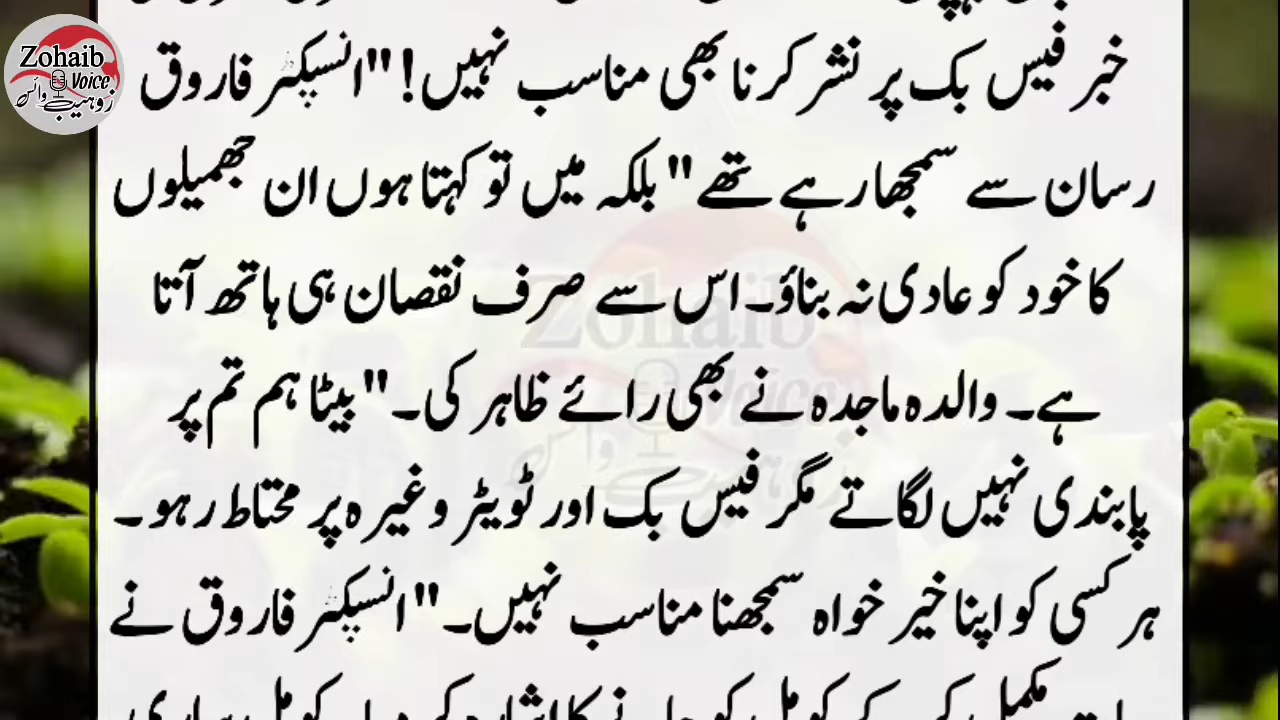 Zohaib
Voice
زوہیب وائس
خبر فیس بک پر نشر کرنا بھی مناسب نہیں!"انسپکٹر فاروق
رسان سے سمجھا رہے تھے" بلکہ میں تو کہتا ہوں ان جھمیلوں
کا خود کو عادی نہ بناؤ۔ اس سے صرف نقصان ہی ہاتھ آتا
ہے۔ والدہ ماجدہ نے بھی رائے ظاہر کی۔"بیٹا ہم تم پر
پابندی نہیں لگاتے مگر فیس بک اور ٹویٹر وغیرہ پر محتاط رہو۔
ہر کسی کو اپنا خیر خواہ سمجھنا مناسب نہیں۔"انسپکٹر فاروق نے